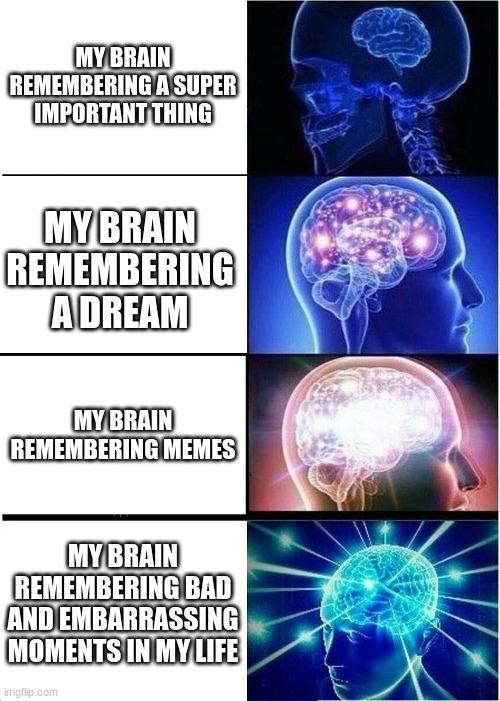 MY BRAIN
REMEMBERING A SUPER
IMPORTANT THING
MY BRAIN
REMEMBERING
A DREAM
MY BRAIN
REMEMBERING MEMES
MY BRAIN
REMEMBERING BAD
AND EMBARRASSING
MOMENTS IN MY LIFE
imgflip.com